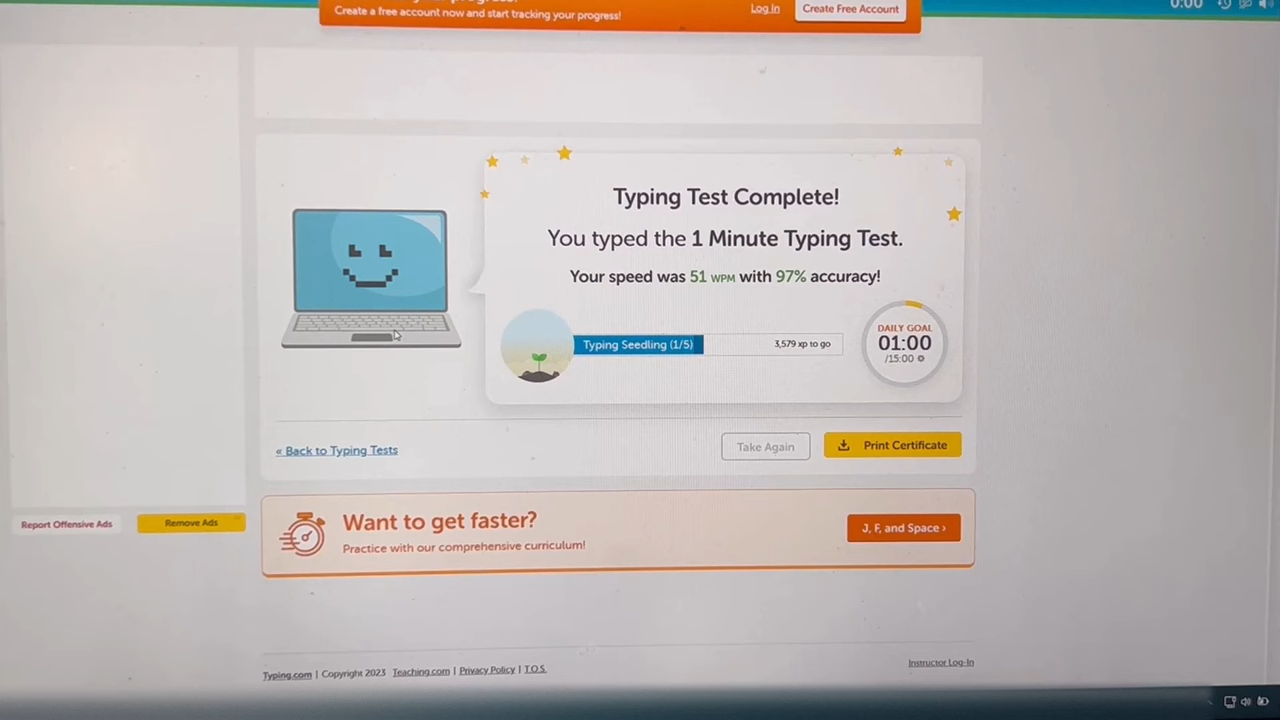 Create a free account now and start tracking your progress!
Log In
Create Free Account
0:00
Typing Test Complete!
You typed the 1 Minute Typing Test.
Your speed was 51 WPM with 97% accuracy!
Typing Seedling (1/5)
3,579 xp to go
DAILY GOAL
01:00
/15:00
« Back to Typing Tests
Take Again
Print Certificate
Report Offensive Ads
Remove Ads
Want to get faster?
Practice with our comprehensive curriculum!
J, F, and Space ›
Typing.com | Copyright 2023 Teaching.com | Privacy Policy | T.O.S.
Instructor Log-In